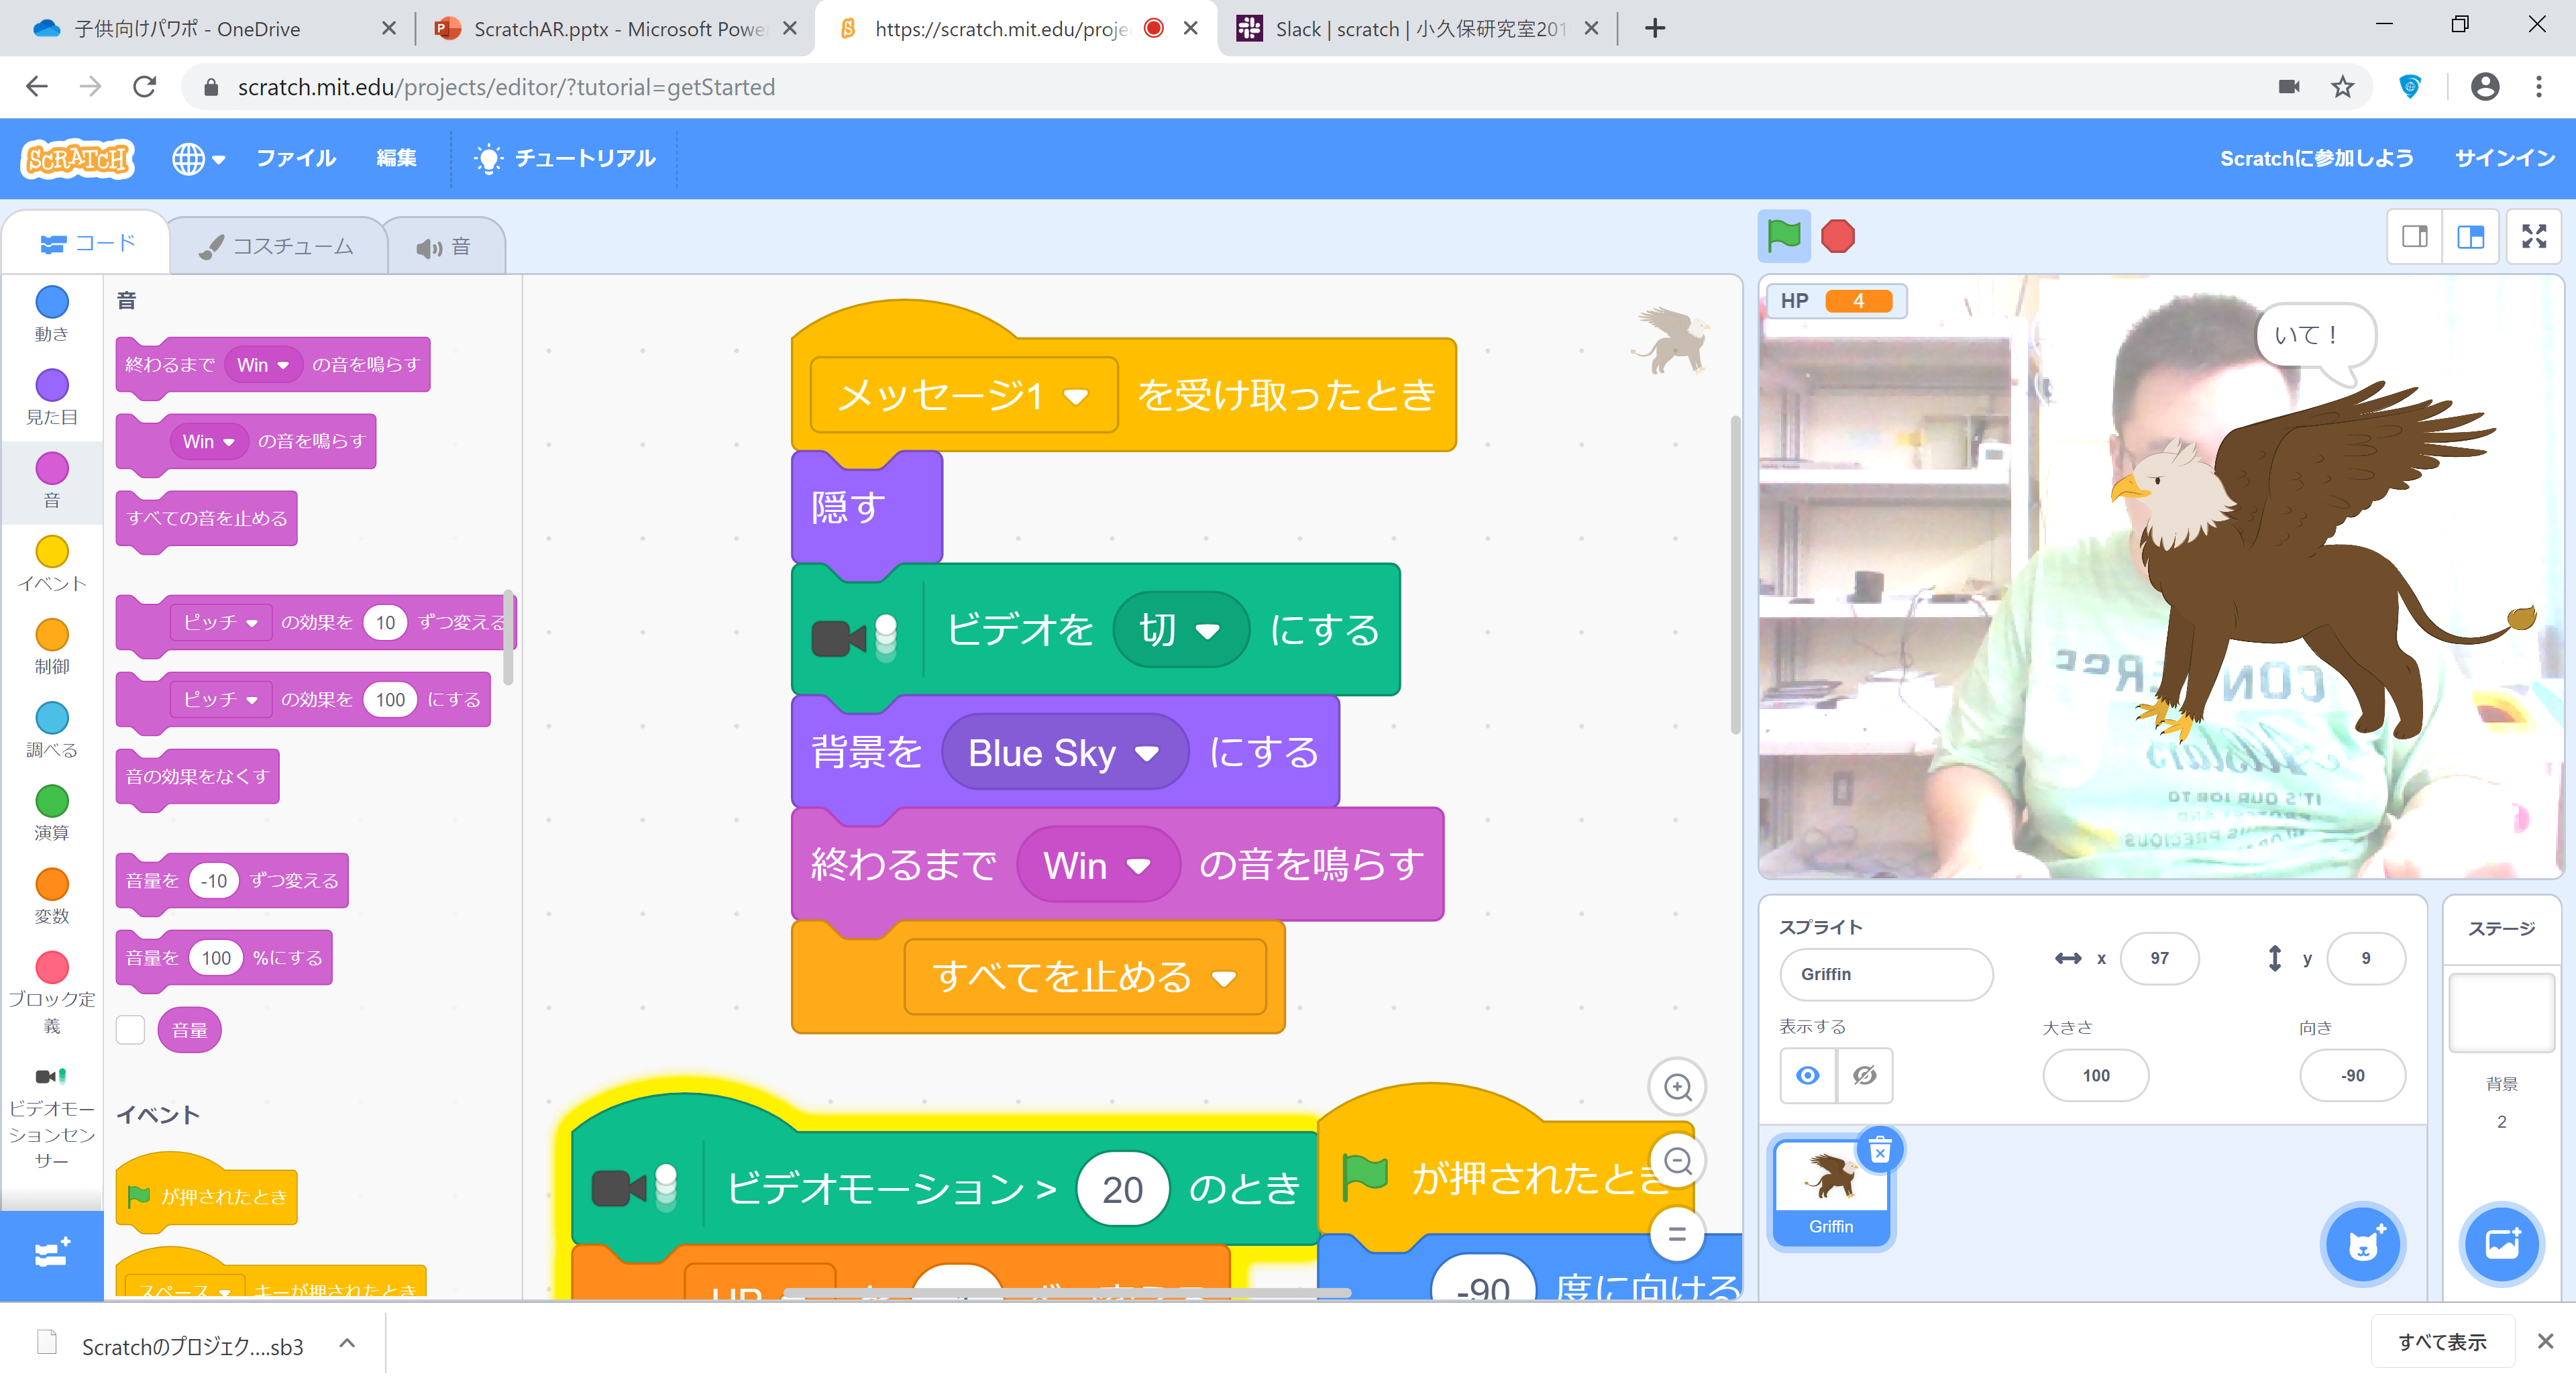 子供向けパワポ - OneDrive
ScratchAR.pptx - Microsoft Powe
https://scratch.mit.edu/proje
Slack | scratch | 小久保研究室201
scratch.mit.edu/projects/editor/?tutorial=getStarted
SCRATCH
ファイル
編集
チュートリアル
Scratchに参加しよう
サインイン
コード
コスチューム
音
動き
見た目
音
イベント
制御
調べる
演算
変数
ブロック定
義
ビデオモー
ションセン
サー
音
終わるまで Win の音を鳴らす
Win の音を鳴らす
すべての音を止める
ピッチ の効果を 10 ずつ変える
ピッチ の効果を 100 にする
音の効果をなくす
音量を -10 ずつ変える
音量を 100 %にする
音量
イベント
が押されたとき
スペース キーが押されたとき
メッセージ1 を受け取ったとき
隠す
ビデオを 切 にする
背景を Blue Sky にする
終わるまで Win の音を鳴らす
すべてを止める
ビデオモーション > 20 のとき
が押されたとき
-90 度に向ける
HP 4
いて！
スプライト
Griffin
x 97
y 9
表示する
大きさ
100
向き
-90
Griffin
ステージ
背景
2
Scratchのプロジェク....sb3
すべて表示